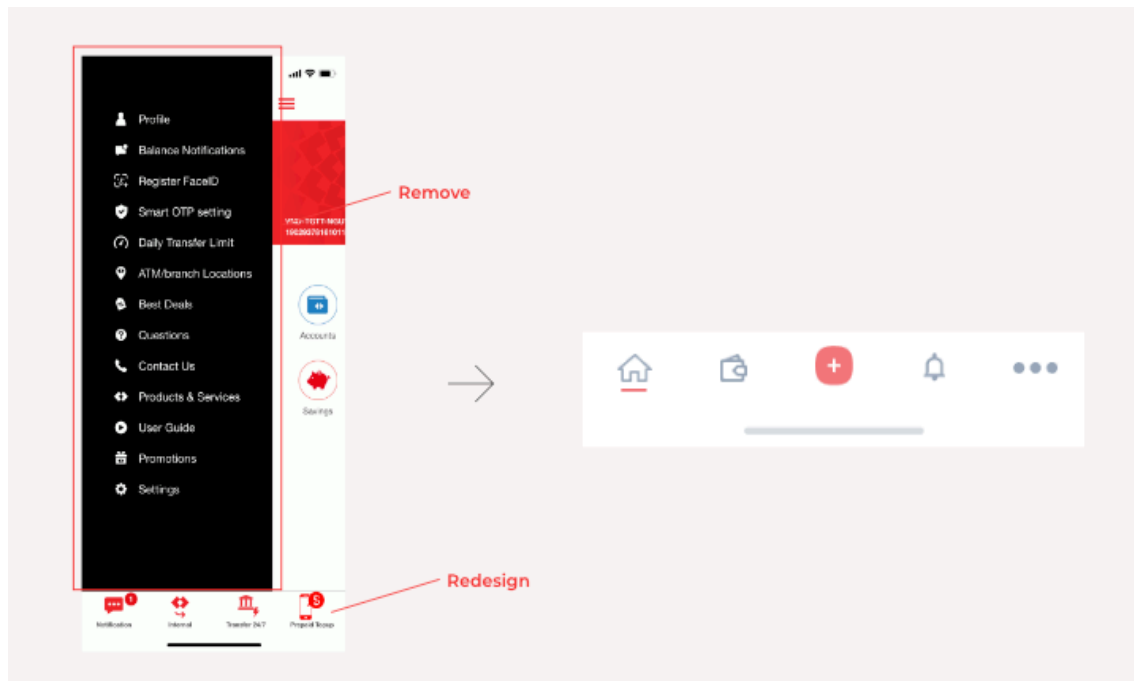 Profile
Balance Notifications
Register FaceID
Smart OTP setting
Daily Transfer Limit
ATM/branch Locations
Best Deals
Questions
Contact Us
Products & Services
User Guide
Promotions
Settings
Accounts
Savings
1
S
Notification
Internal
Transfer 24/7
Prepaid Topup
Remove
Redesign